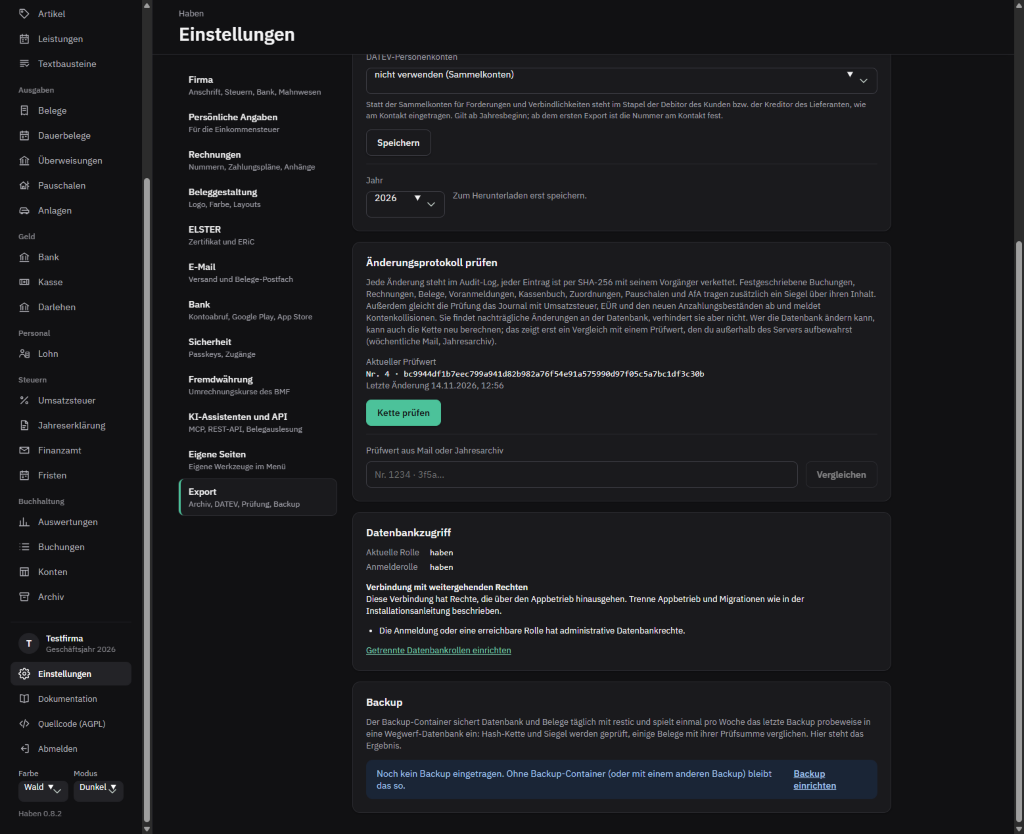 Artikel
Leistungen
Textbausteine
Ausgaben
Belege
Dauerbelege
Überweisungen
Pauschalen
Anlagen
Geld
Bank
Kasse
Darlehen
Personal
Lohn
Steuern
Umsatzsteuer
Jahreserklärung
Finanzamt
Fristen
Buchhaltung
Auswertungen
Buchungen
Konten
Archiv
T
Testfirma
Geschäftsjahr 2026
Einstellungen
Dokumentation
Quellcode (AGPL)
Abmelden
Farbe
Modus
Wald
Dunkel
Haben 0.8.2
Haben
Einstellungen
Firma
Anschrift, Steuern, Bank, Mahnwesen
Persönliche Angaben
Für die Einkommensteuer
Rechnungen
Nummern, Zahlungspläne, Anhänge
Beleggestaltung
Logo, Farbe, Layouts
ELSTER
Zertifikat und ERiC
E-Mail
Versand und Belege-Postfach
Bank
Kontoabruf, Google Play, App Store
Sicherheit
Passkeys, Zugänge
Fremdwährung
Umrechnungskurse des BMF
KI-Assistenten und API
MCP, REST-API, Belegauslesung
Eigene Seiten
Eigene Werkzeuge im Menü
Export
Archiv, DATEV, Prüfung, Backup
DATEV-Personenkonten
nicht verwenden (Sammelkonten)
Statt der Sammelkonten für Forderungen und Verbindlichkeiten steht im Stapel der Debitor des Kunden bzw. der Kreditor des Lieferanten, wie
am Kontakt eingetragen. Gilt ab Jahresbeginn; ab dem ersten Export ist die Nummer am Kontakt fest.
Speichern
Jahr
2026
Zum Herunterladen erst speichern.
Änderungsprotokoll prüfen
Jede Änderung steht im Audit-Log, jeder Eintrag ist per SHA-256 mit seinem Vorgänger verkettet. Festgeschriebene Buchungen,
Rechnungen, Belege, Voranmeldungen, Kassenbuch, Zuordnungen, Pauschalen und AfA tragen zusätzlich ein Siegel über ihren Inhalt.
Außerdem gleicht die Prüfung das Journal mit Umsatzsteuer, EÜR und den neuen Anzahlungsbeständen ab und meldet
Kontenkollisionen. Sie findet nachträgliche Änderungen an der Datenbank, verhindert sie aber nicht. Wer die Datenbank ändern kann,
kann auch die Kette neu berechnen; das zeigt erst ein Vergleich mit einem Prüfwert, den du außerhalb des Servers aufbewahrst
(wöchentliche Mail, Jahresarchiv).
Aktueller Prüfwert
Nr. 4 · bc9944df1b7eec799a941d82b982a76f54e91a575990d97f05c5a7bc1df3c30b
Letzte Änderung 14.11.2026, 12:56
Kette prüfen
Prüfwert aus Mail oder Jahresarchiv
Nr. 1234 · 3f5a…
Vergleichen
Datenbankzugriff
Aktuelle Rolle haben
Anmelderolle haben
Verbindung mit weitergehenden Rechten
Diese Verbindung hat Rechte, die über den Appbetrieb hinausgehen. Trenne Appbetrieb und Migrationen wie in der
Installationsanleitung beschrieben.
• Die Anmeldung oder eine erreichbare Rolle hat administrative Datenbankrechte.
Getrennte Datenbankrollen einrichten
Backup
Der Backup-Container sichert Datenbank und Belege täglich mit restic und spielt einmal pro Woche das letzte Backup probeweise in
eine Wegwerf-Datenbank ein: Hash-Kette und Siegel werden geprüft, einige Belege mit ihrer Prüfsumme verglichen. Hier steht das
Ergebnis.
Noch kein Backup eingetragen. Ohne Backup-Container (oder mit einem anderen Backup) bleibt
das so.
Backup
einrichten